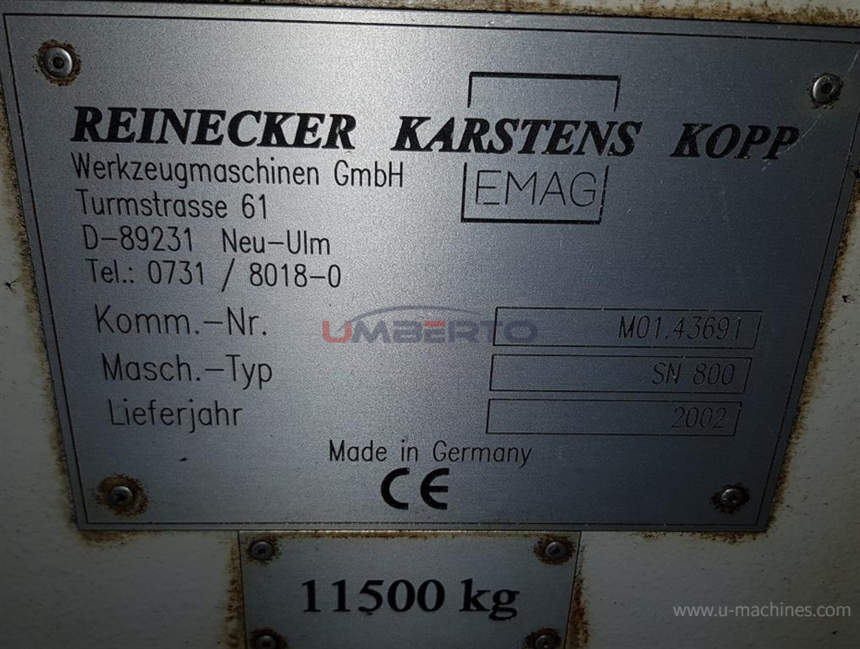 REINECKER KARSTENS KOPP
Werkzeugmaschinen GmbH
EMAG
Turmstrasse 61
D-89231 Neu-Ulm
Tel.: 0731 / 8018-0
Komm.-Nr. M01.43691
UMBERTO
Masch.-Typ SN 800
Lieferjahr 2002
Made in Germany
CE
11500 kg
www.u-machines.com